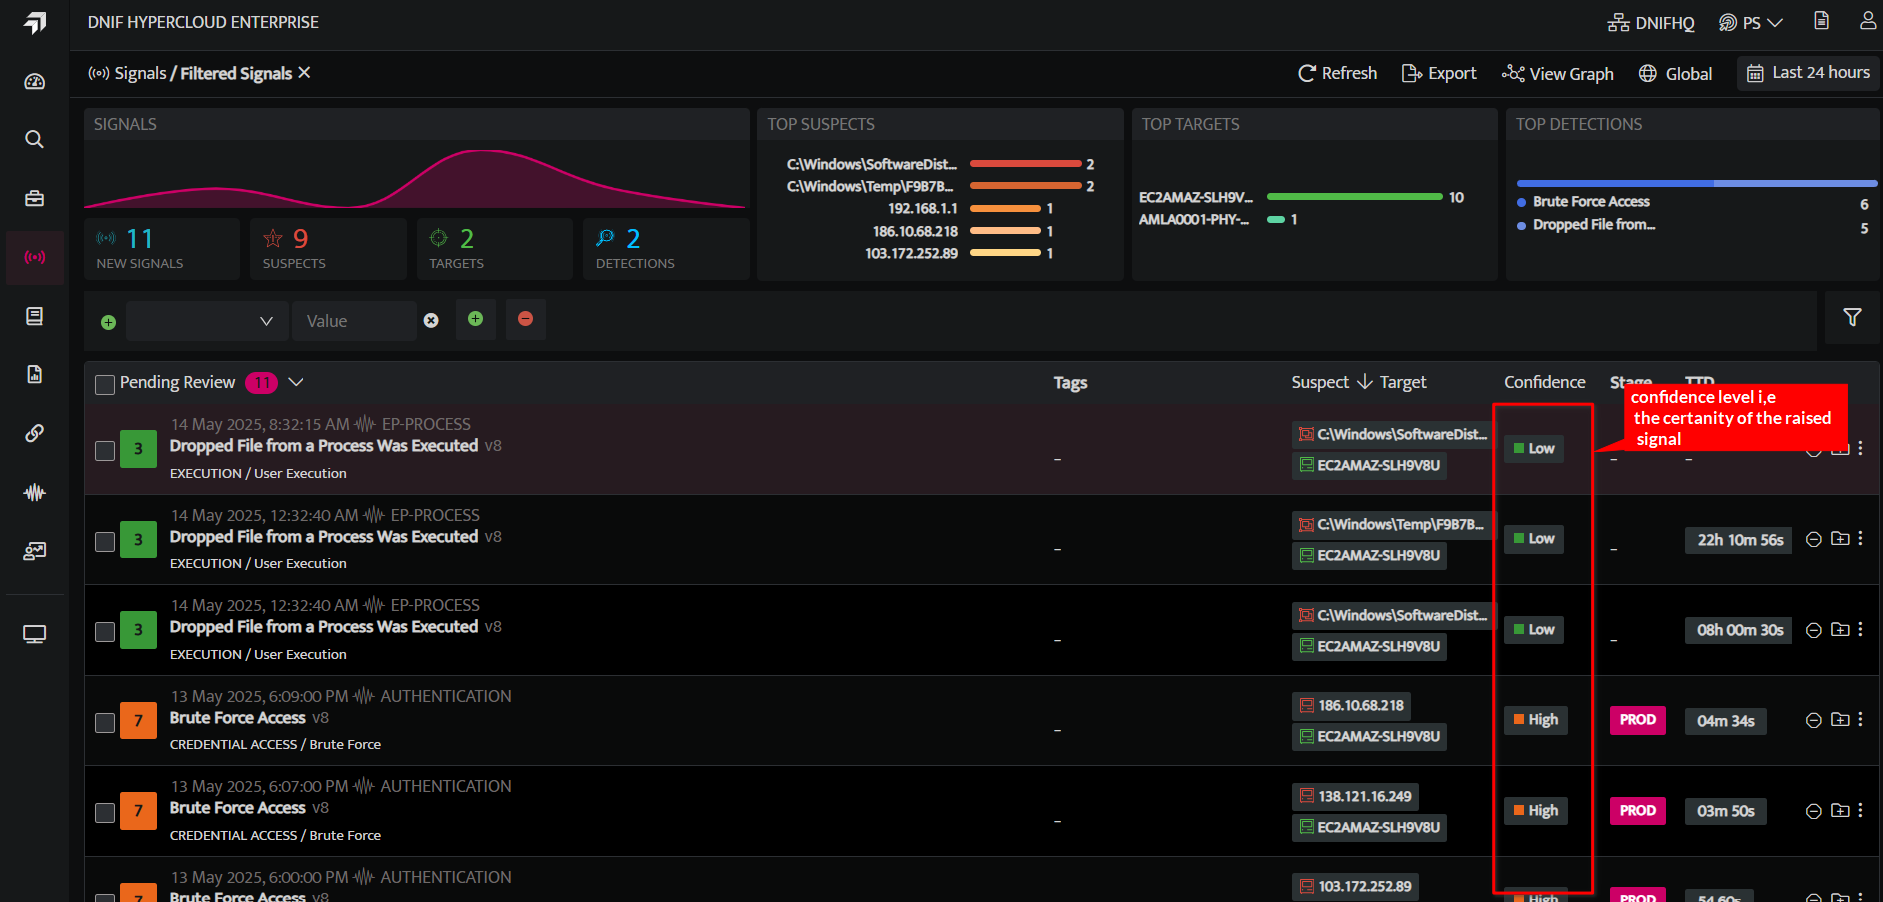 DNIF HYPERCLOUD ENTERPRISE
DNIFHQ PS
Signals / Filtered Signals
Refresh Export View Graph Global Last 24 hours
SIGNALS
11
NEW SIGNALS
9
SUSPECTS
2
TARGETS
2
DETECTIONS
TOP SUSPECTS
C:\Windows\SoftwareDist... 2
C:\Windows\Temp\F9B7B... 2
192.168.1.1 1
186.10.68.218 1
103.172.252.89 1
TOP TARGETS
EC2AMAZ-SLH9V... 10
AMLA0001-PHY-... 1
TOP DETECTIONS
Brute Force Access 6
Dropped File from... 5
Value
Pending Review 11 Tags Suspect Target Confidence Stage TTD
confidence level i,e
the certanity of the raised
signal
14 May 2025, 8:32:15 AM EP-PROCESS
3 Dropped File from a Process Was Executed v8
EXECUTION / User Execution
–
C:\Windows\SoftwareDist...
EC2AMAZ-SLH9V8U
Low
–
–
14 May 2025, 12:32:40 AM EP-PROCESS
3 Dropped File from a Process Was Executed v8
EXECUTION / User Execution
–
C:\Windows\Temp\F9B7B...
EC2AMAZ-SLH9V8U
Low
–
22h 10m 56s
14 May 2025, 12:32:40 AM EP-PROCESS
3 Dropped File from a Process Was Executed v8
EXECUTION / User Execution
–
C:\Windows\SoftwareDist...
EC2AMAZ-SLH9V8U
Low
–
08h 00m 30s
13 May 2025, 6:09:00 PM AUTHENTICATION
7 Brute Force Access v8
CREDENTIAL ACCESS / Brute Force
–
186.10.68.218
EC2AMAZ-SLH9V8U
High
PROD
04m 34s
13 May 2025, 6:07:00 PM AUTHENTICATION
7 Brute Force Access v8
CREDENTIAL ACCESS / Brute Force
–
138.121.16.249
EC2AMAZ-SLH9V8U
High
PROD
03m 50s
13 May 2025, 6:00:00 PM AUTHENTICATION
Brute Force Access v8
103.172.252.89
High
PROD